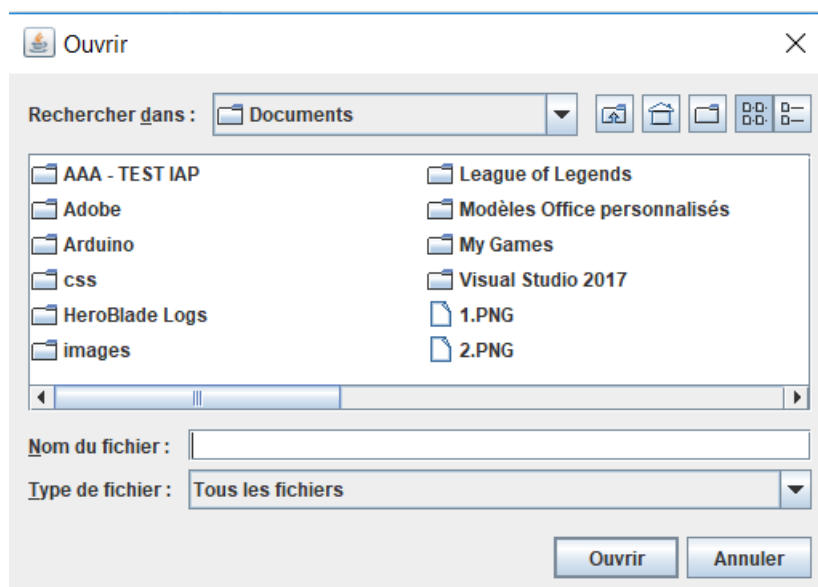 Ouvrir
Rechercher dans : Documents
AAA - TEST IAP
Adobe
Arduino
css
HeroBlade Logs
images
League of Legends
Modèles Office personnalisés
My Games
Visual Studio 2017
1.PNG
2.PNG
Nom du fichier :
Type de fichier : Tous les fichiers
Ouvrir Annuler